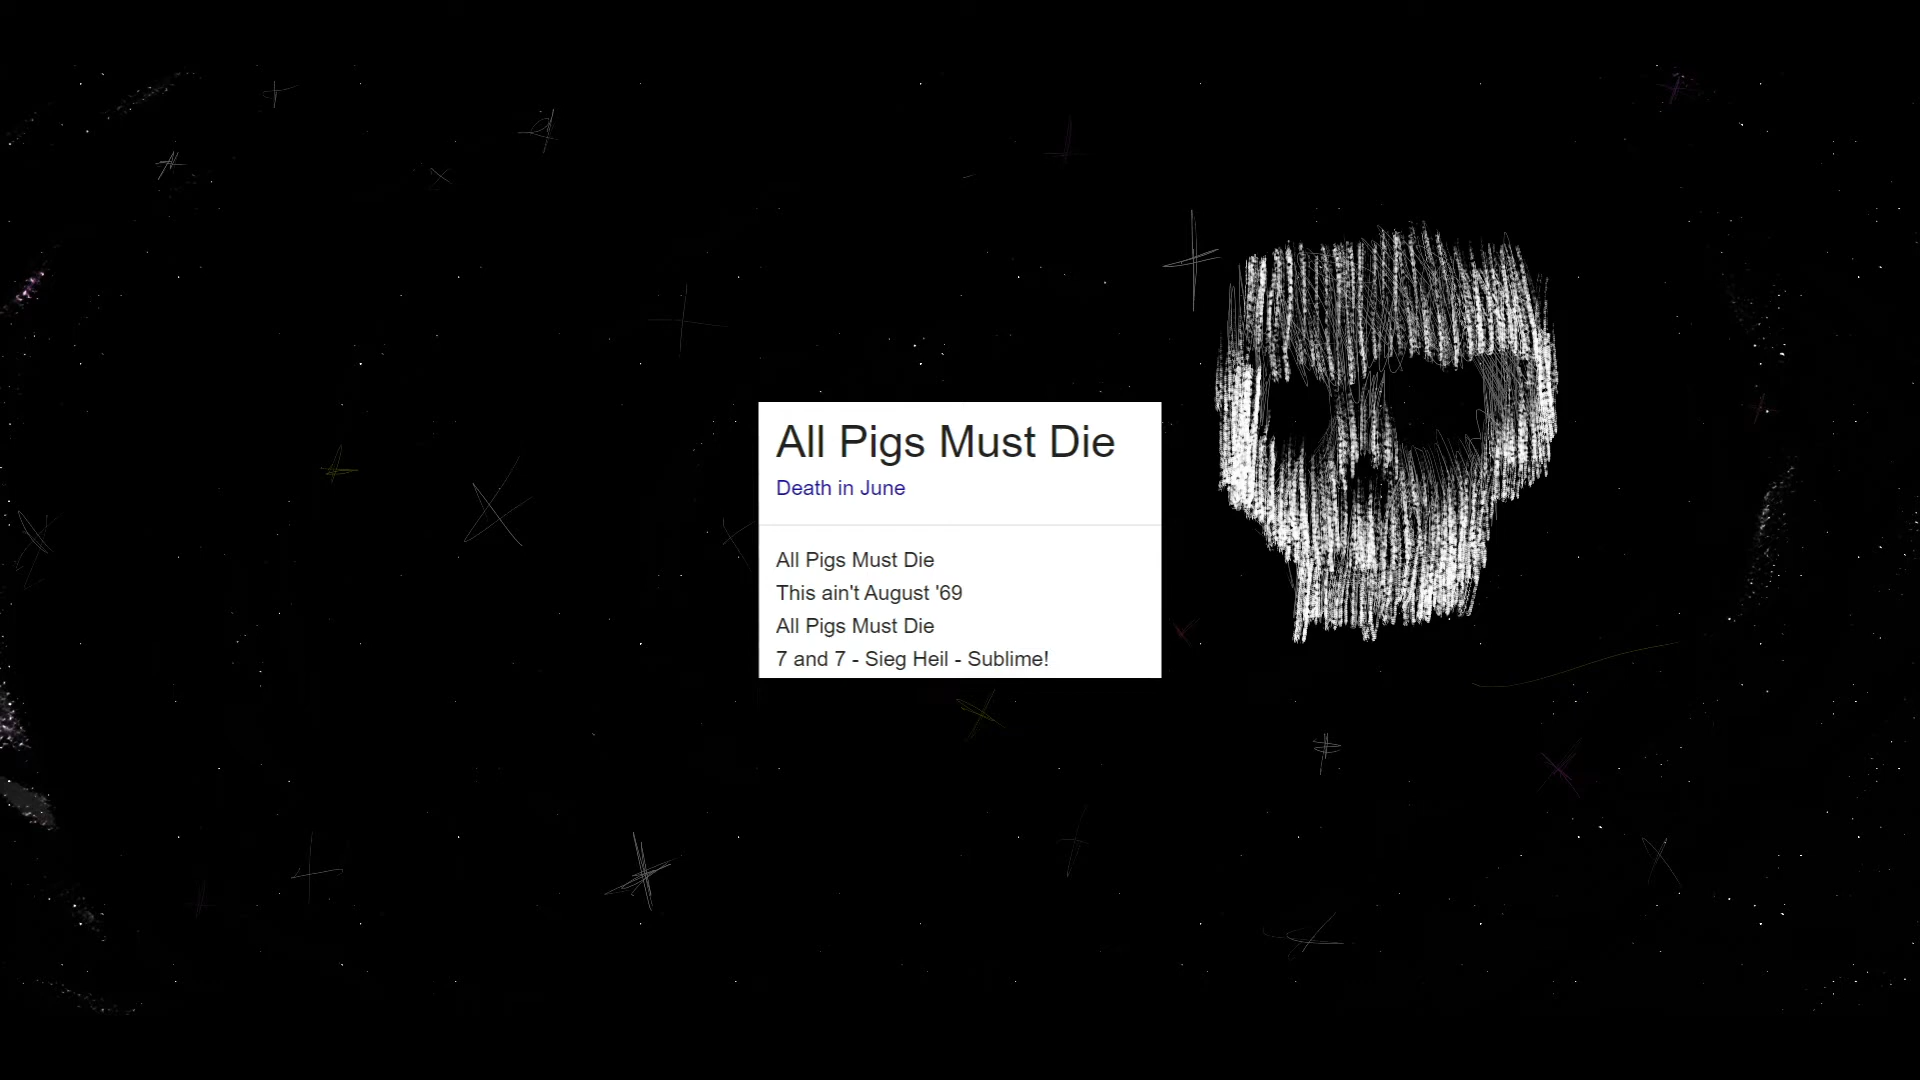 All Pigs Must Die
Death in June
All Pigs Must Die
This ain't August '69
All Pigs Must Die
7 and 7 - Sieg Heil - Sublime!